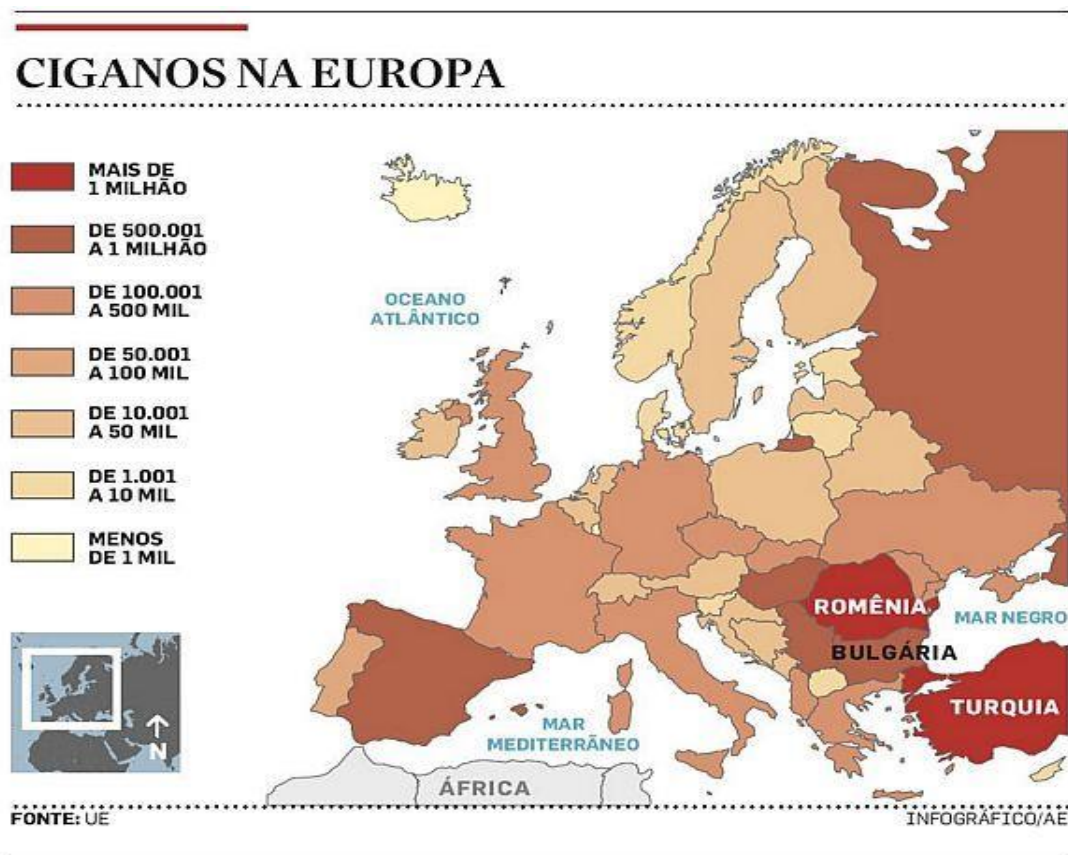 CIGANOS NA EUROPA
MAIS DE
1 MILHÃO
DE 500.001
A 1 MILHÃO
DE 100.001
A 500 MIL
DE 50.001
A 100 MIL
DE 10.001
A 50 MIL
DE 1.001
A 10 MIL
MENOS
DE 1 MIL
OCEANO
ATLÂNTICO
ROMÊNIA
MAR NEGRO
BULGÁRIA
TURQUIA
MAR
MEDITERRÃNEO
ÁFRICA
N
FONTE: UE
INFOGRÁFICO/AE